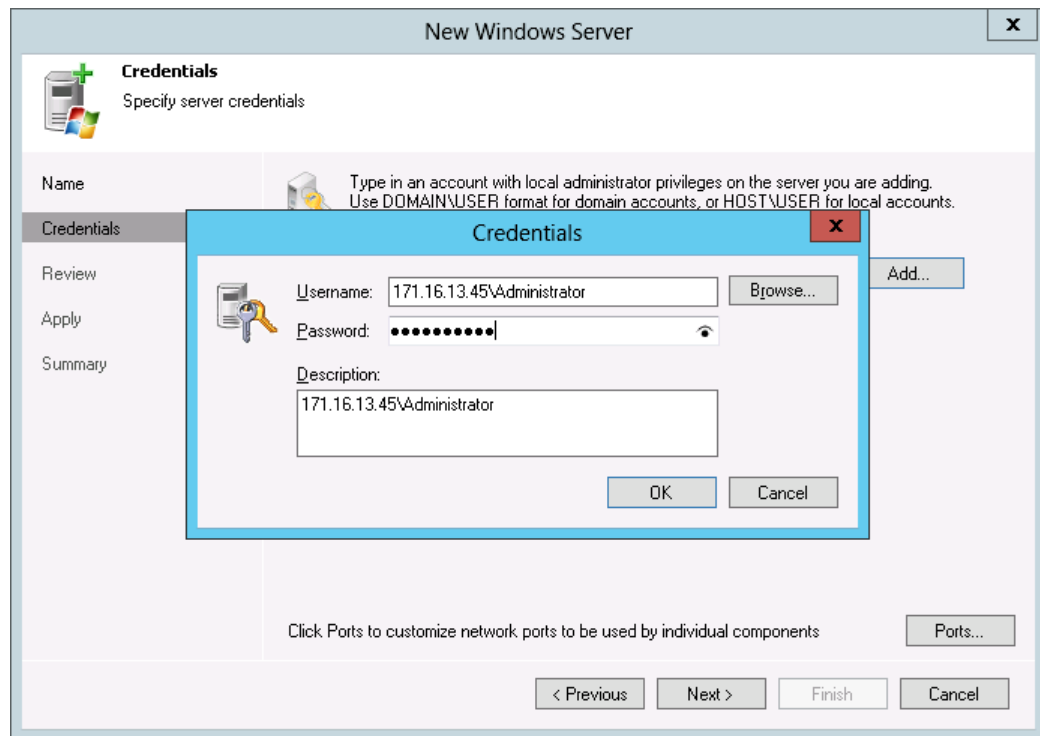 New Windows Server
x
Credentials
Specify server credentials
Name
Credentials
Review
Apply
Summary
Type in an account with local administrator privileges on the server you are adding.
Use DOMAIN\USER format for domain accounts, or HOST\USER for local accounts.
Add...
Credentials
x
Username: 171.16.13.45\Administrator Browse...
Password: ●●●●●●●●●●
Description:
171.16.13.45\Administrator
OK Cancel
Click Ports to customize network ports to be used by individual components Ports...
< Previous Next > Finish Cancel